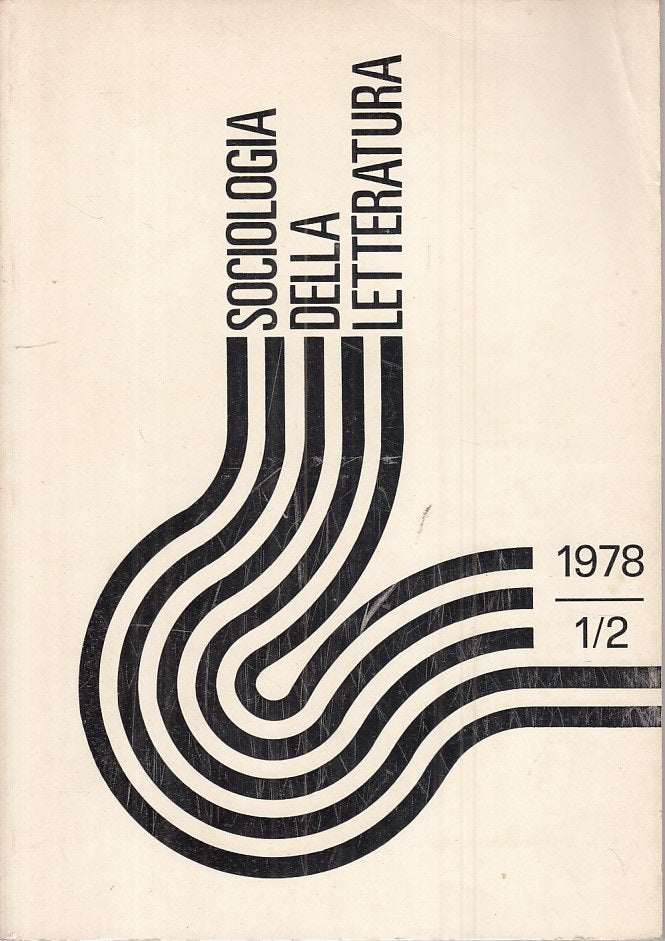 SOCIOLOGIA
DELLA
LETTERATURA
1978
1/2